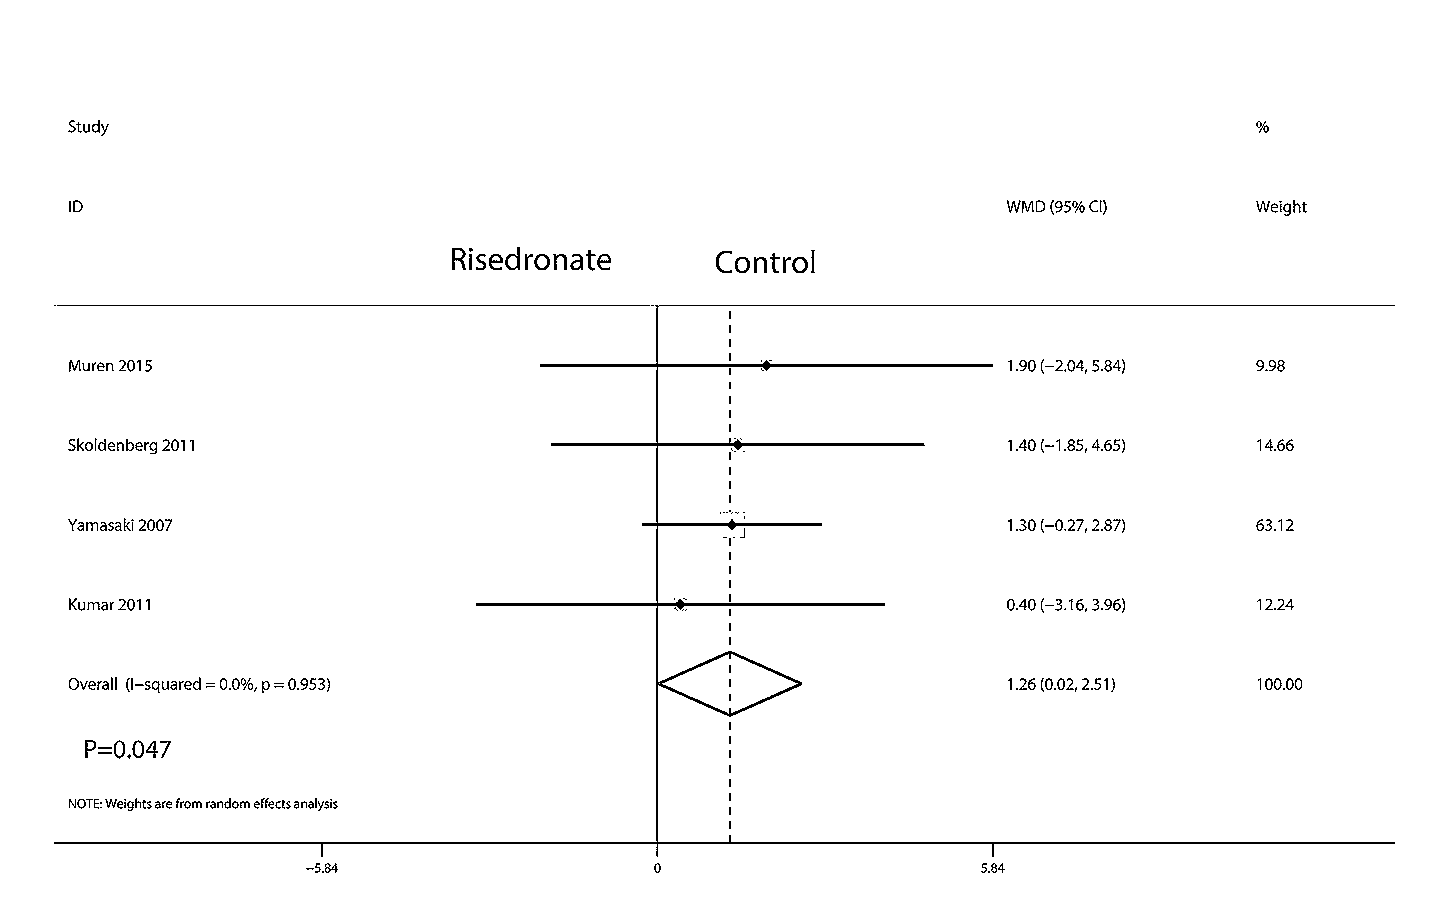 Study %
ID WMD (95% CI) Weight
Risedronate Control
Muren 2015 1.90 (−2.04, 5.84) 9.98
Skoldenberg 2011 1.40 (−1.85, 4.65) 14.66
Yamasaki 2007 1.30 (−0.27, 2.87) 63.12
Kumar 2011 0.40 (−3.16, 3.96) 12.24
Overall (I−squared = 0.0%, p = 0.953) 1.26 (0.02, 2.51) 100.00
P=0.047
NOTE: Weights are from random effects analysis
−5.84 0 5.84